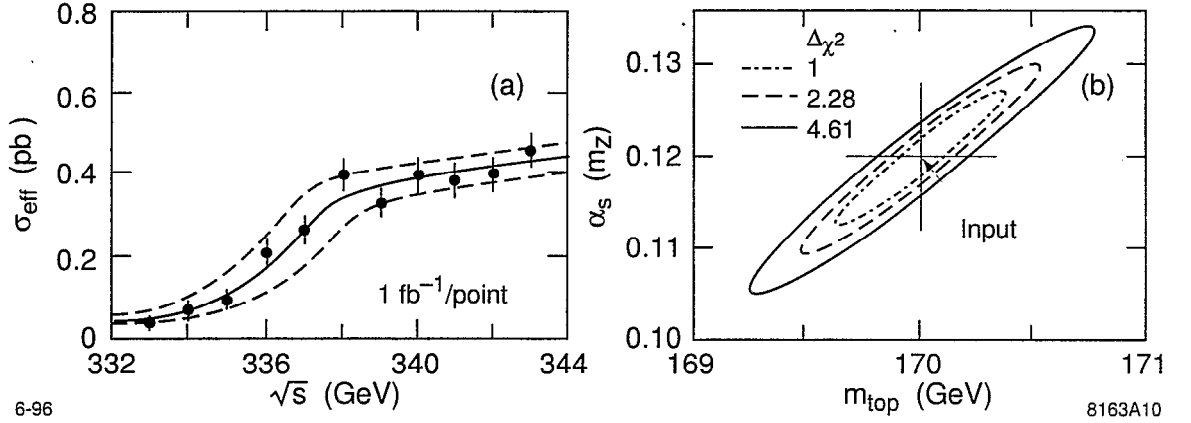 0.8
0.6
0.4
0.2
0
σeff (pb)
(a)
1 fb⁻¹/point
332
336
340
344
√s (GeV)
6-96
0.13
0.12
0.11
0.10
αs (mZ)
Δχ²
1
2.28
4.61
(b)
Input
169
170
171
mtop (GeV)
8163A10